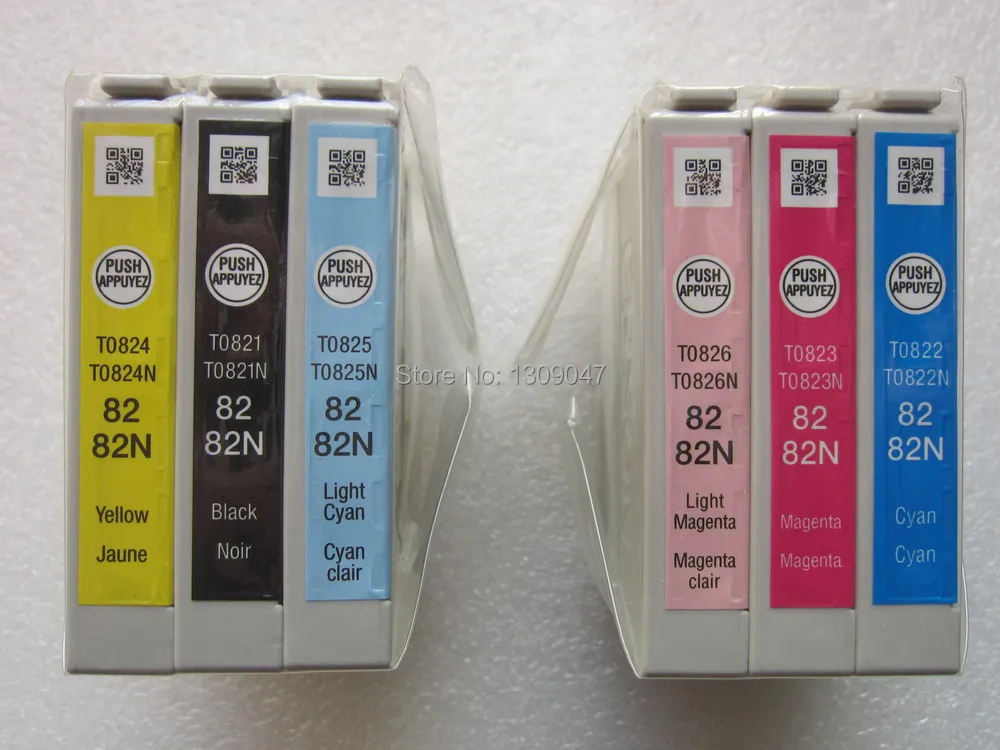 PUSH
APPUYEZ
T0824
T0824N
82
82N
Yellow
Jaune
PUSH
APPUYEZ
T0821
T0821N
82
82N
Black
Noir
PUSH
APPUYEZ
T0825
T0825N
82
82N
Light
Cyan
Cyan
clair
Store No: 1309047
PUSH
APPUYEZ
T0826
T0826N
82
82N
Light
Magenta
Magenta
clair
PUSH
APPUYEZ
T0823
T0823N
82
82N
Magenta
Magenta
PUSH
APPUYEZ
T0822
T0822N
82
82N
Cyan
Cyan